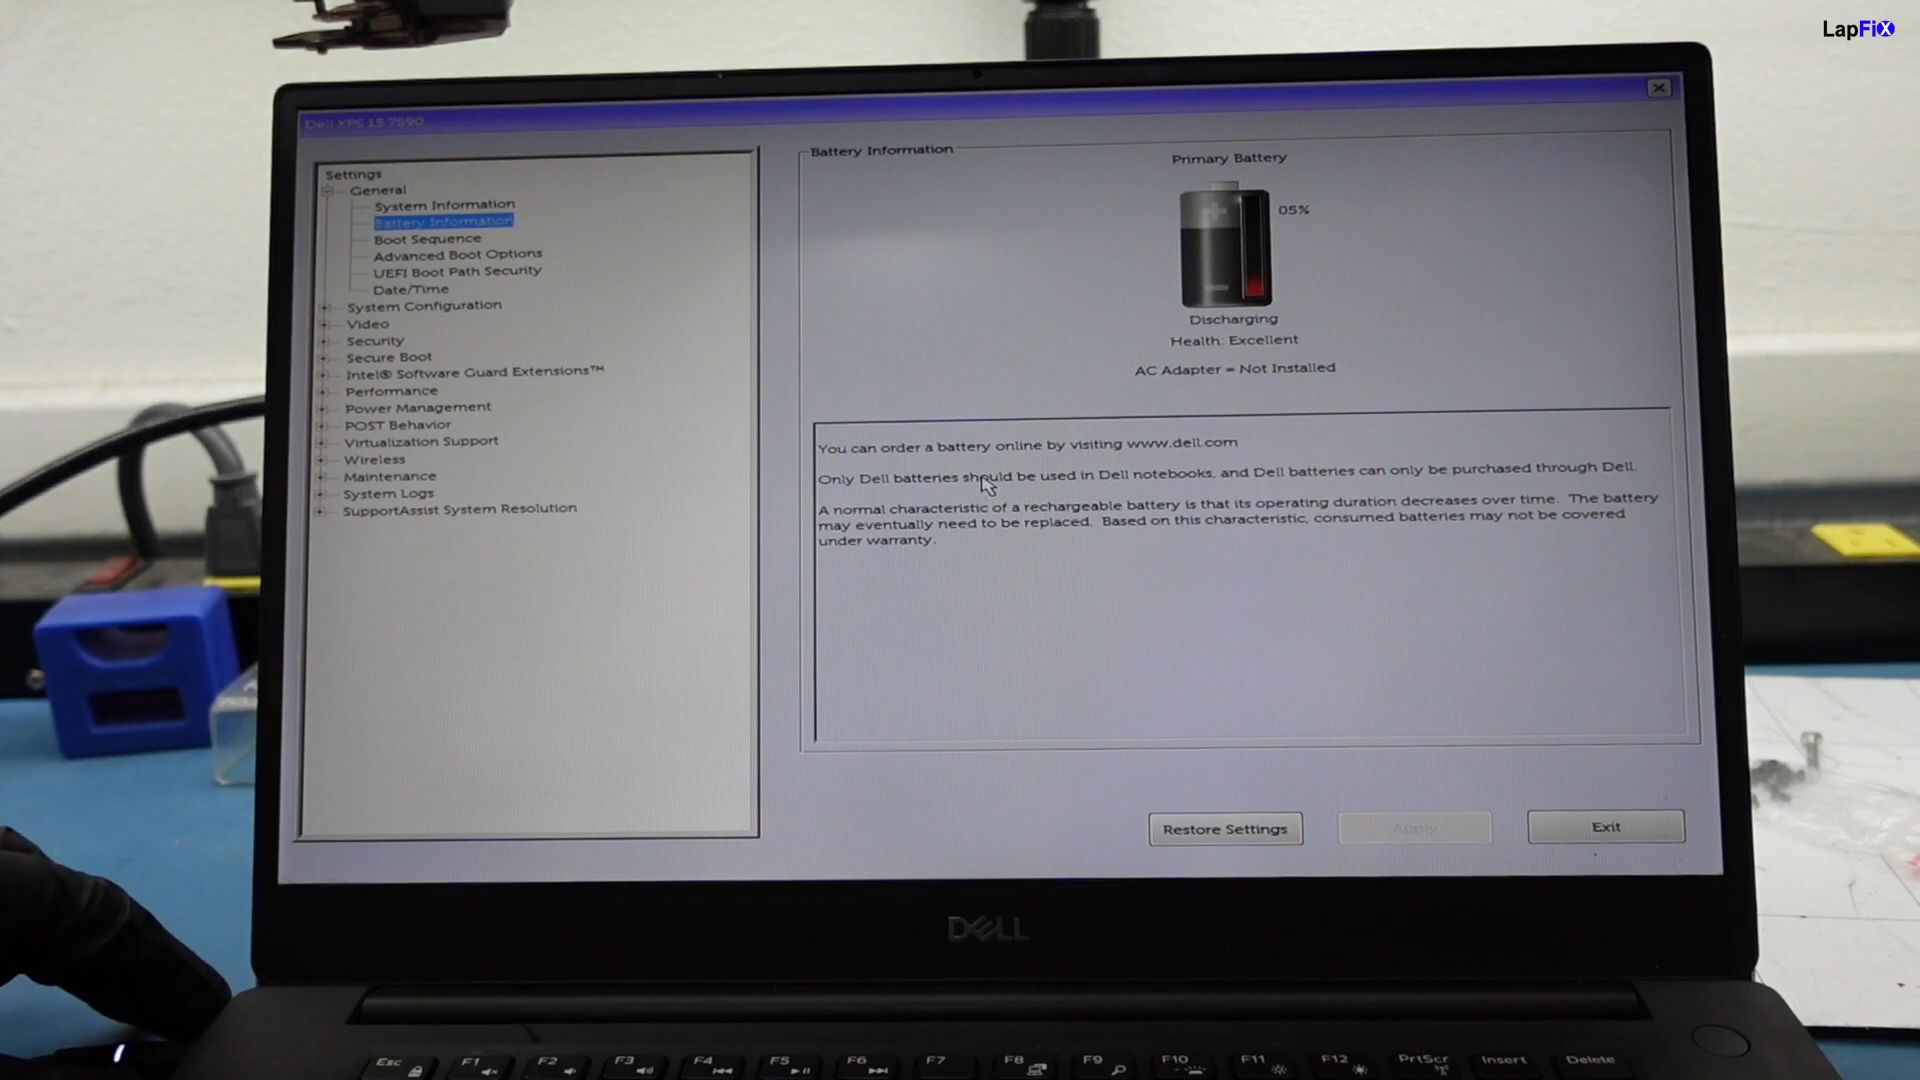 LapFiX
Dell XPS 15 7590
Settings
General
System Information
Battery Information
Boot Sequence
Advanced Boot Options
UEFI Boot Path Security
Date/Time
System Configuration
Video
Security
Secure Boot
Intel® Software Guard Extensions™
Performance
Power Management
POST Behavior
Virtualization Support
Wireless
Maintenance
System Logs
SupportAssist System Resolution
Battery Information
Primary Battery
05%
Discharging
Health: Excellent
AC Adapter = Not Installed
You can order a battery online by visiting www.dell.com
Only Dell batteries should be used in Dell notebooks, and Dell batteries can only be purchased through Dell.
A normal characteristic of a rechargeable battery is that its operating duration decreases over time. The battery
may eventually need to be replaced. Based on this characteristic, consumed batteries may not be covered
under warranty.
Restore Settings
Apply
Exit
DELL
Esc F1 F2 F3 F4 F5 F6 F7 F8 F9 F10 F11 F12 PrtScr Insert Delete